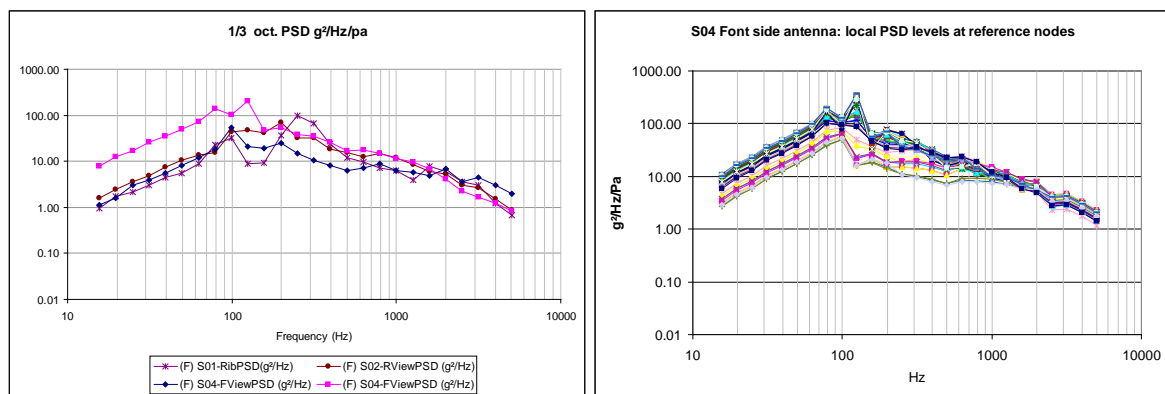 1/3 oct. PSD g²/Hz/pa
1000.00
100.00
10.00
1.00
0.10
0.01
10
100
1000
10000
Frequency (Hz)
(F) S01-RibPSD(g²/Hz)
(F) S02-RViewPSD (g²/Hz)
(F) S04-FViewPSD (g²/Hz)
(F) S04-FViewPSD (g²/Hz)
S04 Font side antenna: local PSD levels at reference nodes
g²/Hz/Pa
1000.00
100.00
10.00
1.00
0.10
0.01
10
100
1000
10000
Hz